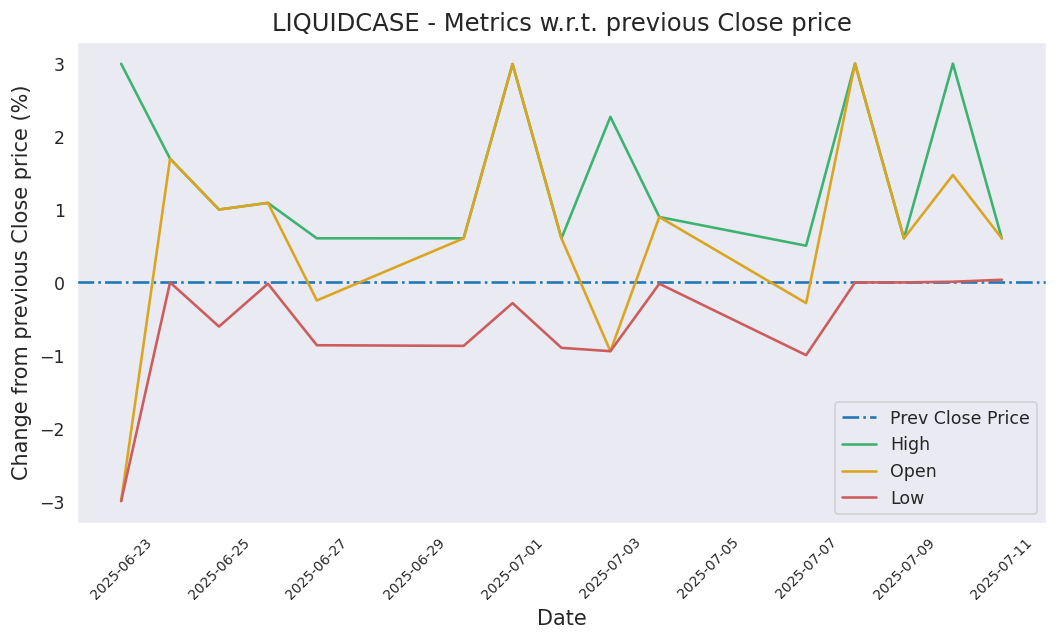 LIQUIDCASE - Metrics w.r.t. previous Close price
Change from previous Close price (%)
3
2
1
0
−1
−2
−3
Prev Close Price
High
Open
Low
2025-06-23
2025-06-25
2025-06-27
2025-06-29
2025-07-01
2025-07-03
2025-07-05
2025-07-07
2025-07-09
2025-07-11
Date